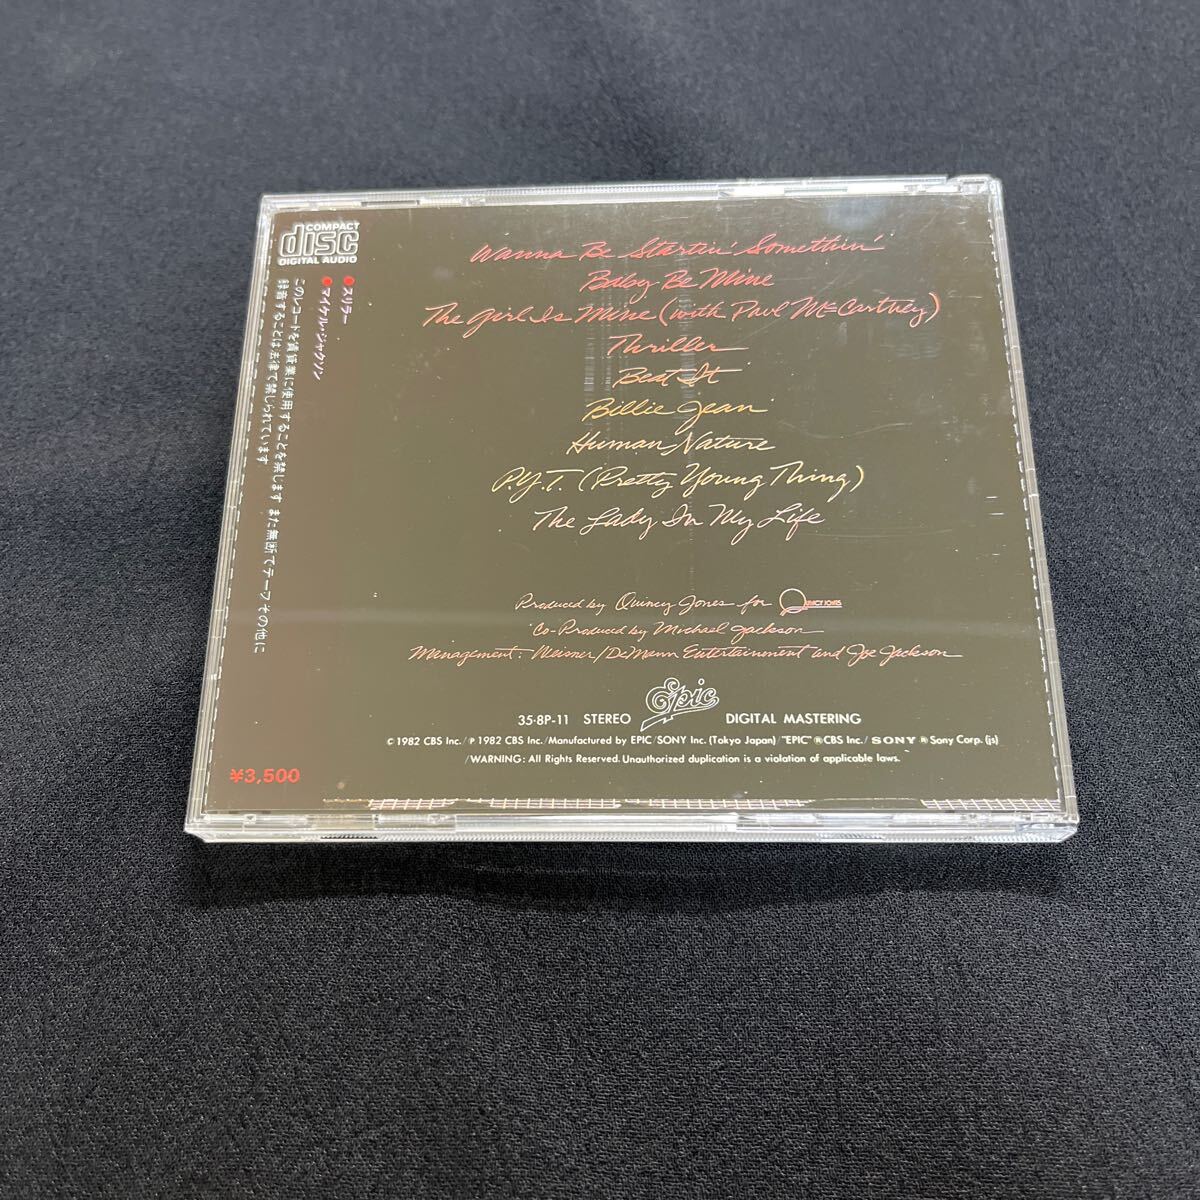 COMPACT
disc
DIGITAL AUDIO
●スリラー
●マイケル・ジャクソン
このレコードを賃貸業に使用することを禁じます また無断でテープその他に
録音することは法律で禁じられています
Wanna Be Startin' Somethin'
Baby Be Mine
The Girl Is Mine (with Paul McCartney)
Thriller
Beat It
Billie Jean
Human Nature
P.Y.T. (Pretty Young Thing)
The Lady In My Life
Produced by Quincy Jones for QUINCY JONES
Co-Produced by Michael Jackson
Management: Weisner/DeMann Entertainment and Joe Jackson
35·8P-11 STEREO Epic DIGITAL MASTERING
© 1982 CBS Inc./℗ 1982 CBS Inc./Manufactured by EPIC/SONY Inc. (Tokyo Japan)/"EPIC" ® CBS Inc./ SONY ® Sony Corp. (js)
/WARNING: All Rights Reserved. Unauthorized duplication is a violation of applicable laws.
¥3,500